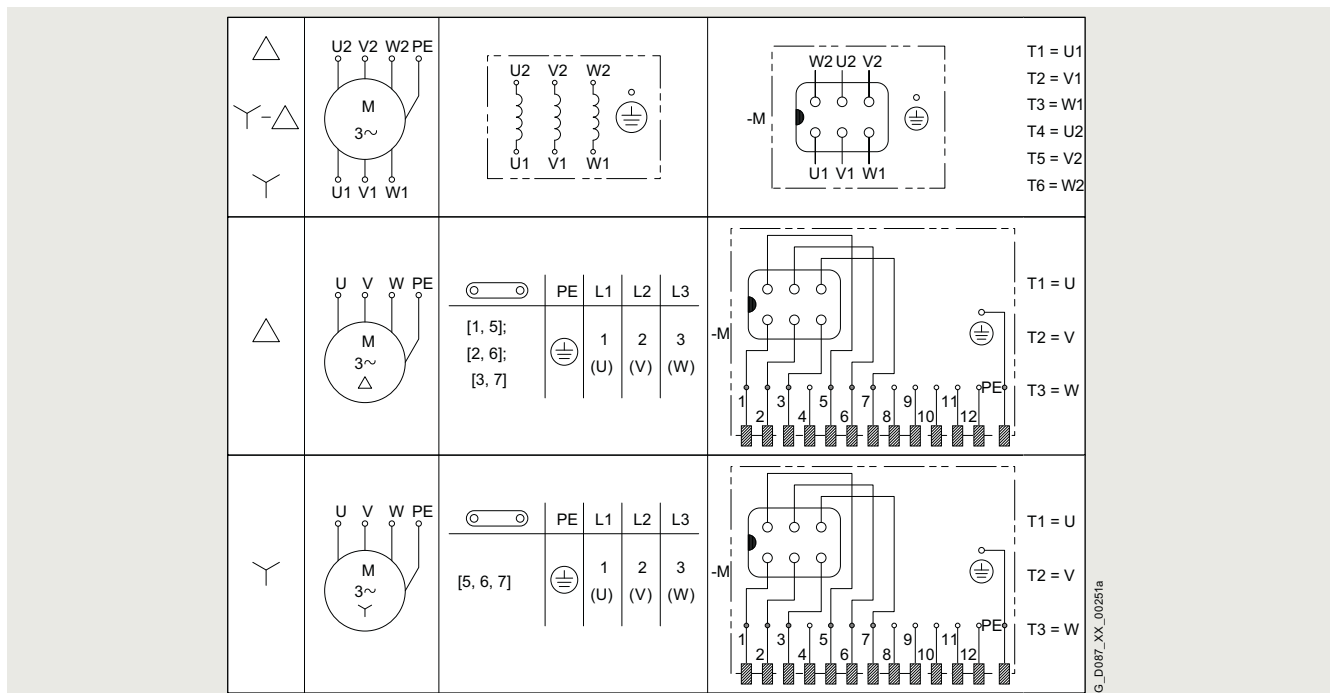 U2 V2 W2 PE
M
3~
U1 V1 W1
U2 V2 W2
U1 V1 W1
W2 U2 V2
-M
U1 V1 W1
T1 = U1
T2 = V1
T3 = W1
T4 = U2
T5 = V2
T6 = W2
U V W PE
M
3~
PE L1 L2 L3
[1, 5];
[2, 6];
[3, 7]
1 2 3
(U) (V) (W)
-M
1 2 3 4 5 6 7 8 9 10 11 12 PE
T1 = U
T2 = V
T3 = W
U V W PE
M
3~
PE L1 L2 L3
[5, 6, 7]
1 2 3
(U) (V) (W)
-M
1 2 3 4 5 6 7 8 9 10 11 12 PE
T1 = U
T2 = V
T3 = W
G_D087_XX_00251a